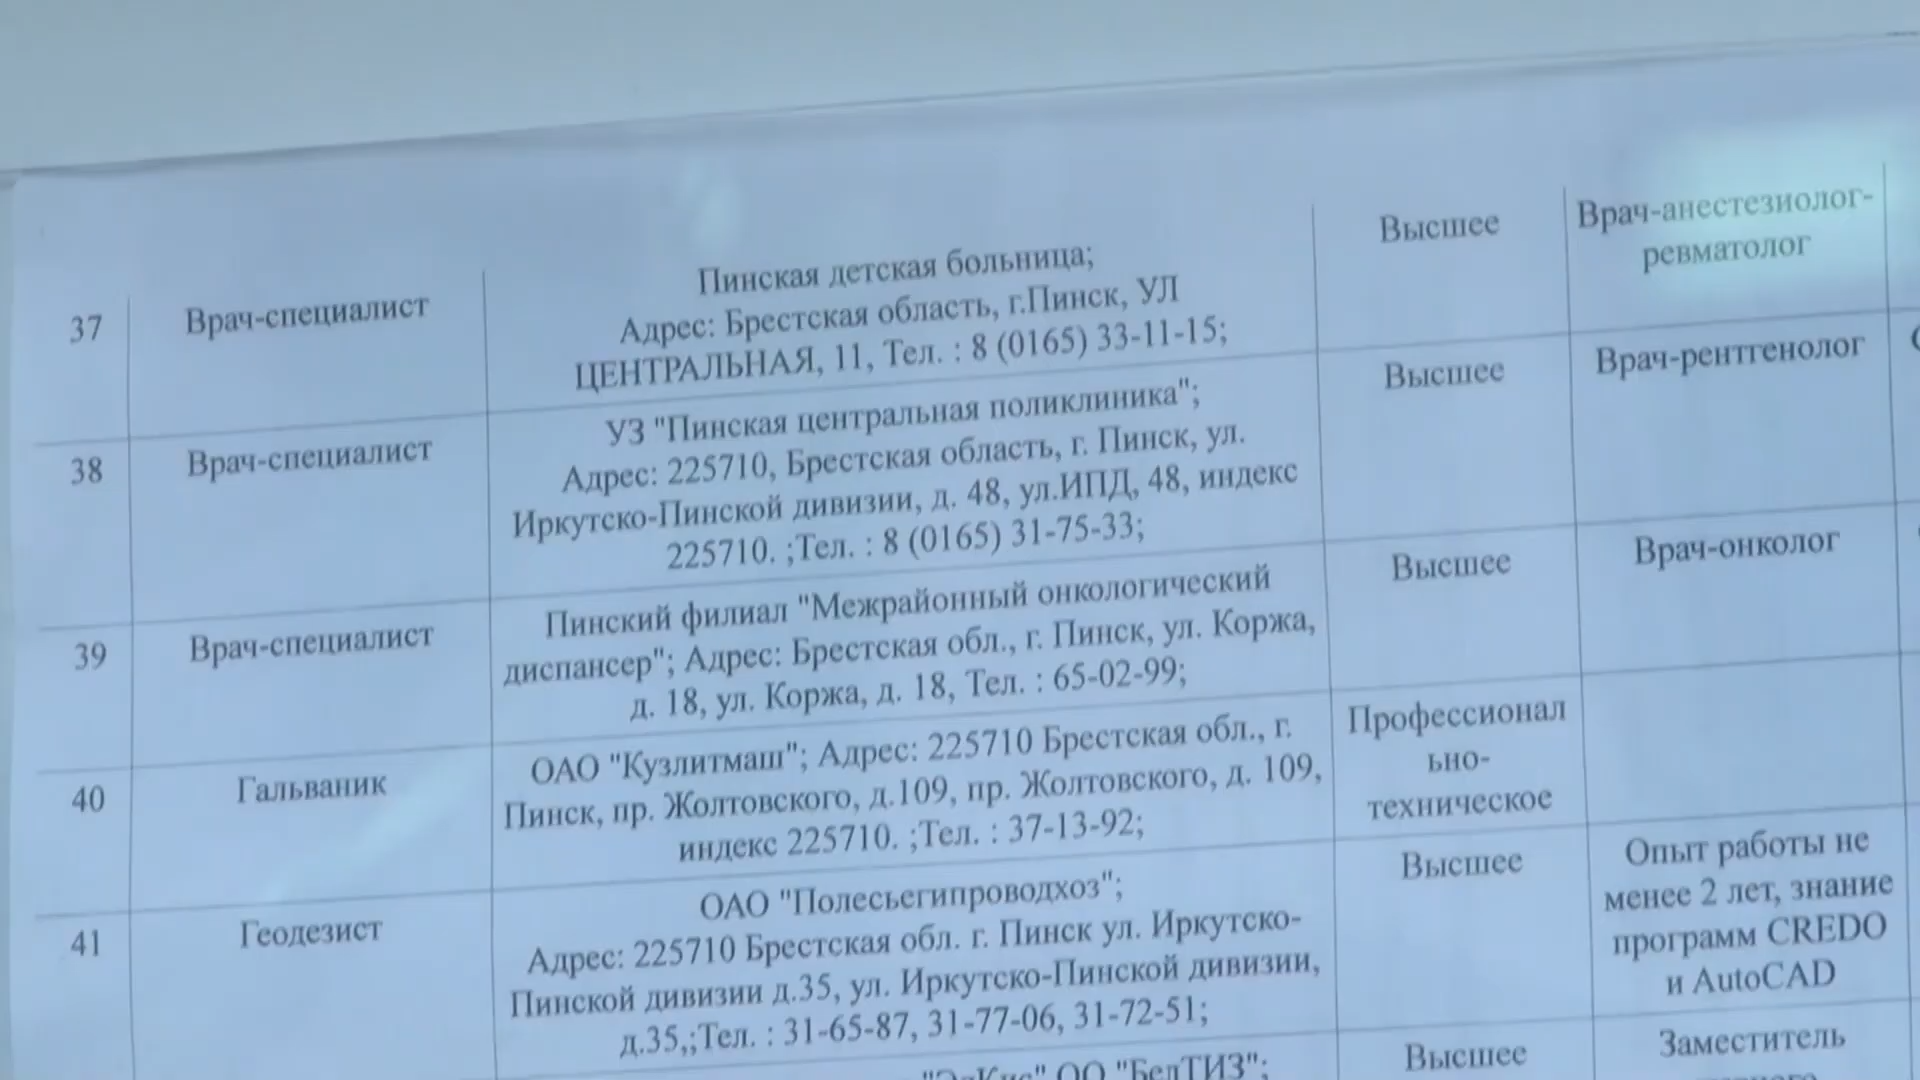 37
Врач-специалист
Пинская детская больница;
Адрес: Брестская область, г.Пинск, УЛ
ЦЕНТРАЛЬНАЯ, 11, Тел. : 8 (0165) 33-11-15;
Высшее
Врач-анестезиолог-
ревматолог
38
Врач-специалист
УЗ "Пинская центральная поликлиника";
Адрес: 225710, Брестская область, г. Пинск, ул.
Иркутско-Пинской дивизии, д. 48, ул.ИПД, 48, индекс
225710. ;Тел. : 8 (0165) 31-75-33;
Высшее
Врач-рентгенолог
39
Врач-специалист
Пинский филиал "Межрайонный онкологический
диспансер"; Адрес: Брестская обл., г. Пинск, ул. Коржа,
д. 18, ул. Коржа, д. 18, Тел. : 65-02-99;
Высшее
Врач-онколог
40
Гальваник
ОАО "Кузлитмаш"; Адрес: 225710 Брестская обл., г.
Пинск, пр. Жолтовского, д.109, пр. Жолтовского, д. 109,
индекс 225710. ;Тел. : 37-13-92;
Профессионал
ьно-
техническое
41
Геодезист
ОАО "Полесьегипроводхоз";
Адрес: 225710 Брестская обл. г. Пинск ул. Иркутско-
Пинской дивизии д.35, ул. Иркутско-Пинской дивизии,
д.35,;Тел. : 31-65-87, 31-77-06, 31-72-51;
Высшее
Опыт работы не
менее 2 лет, знание
программ CREDO
и AutoCAD
ОО "БелТИЗ";
Высшее
Заместитель